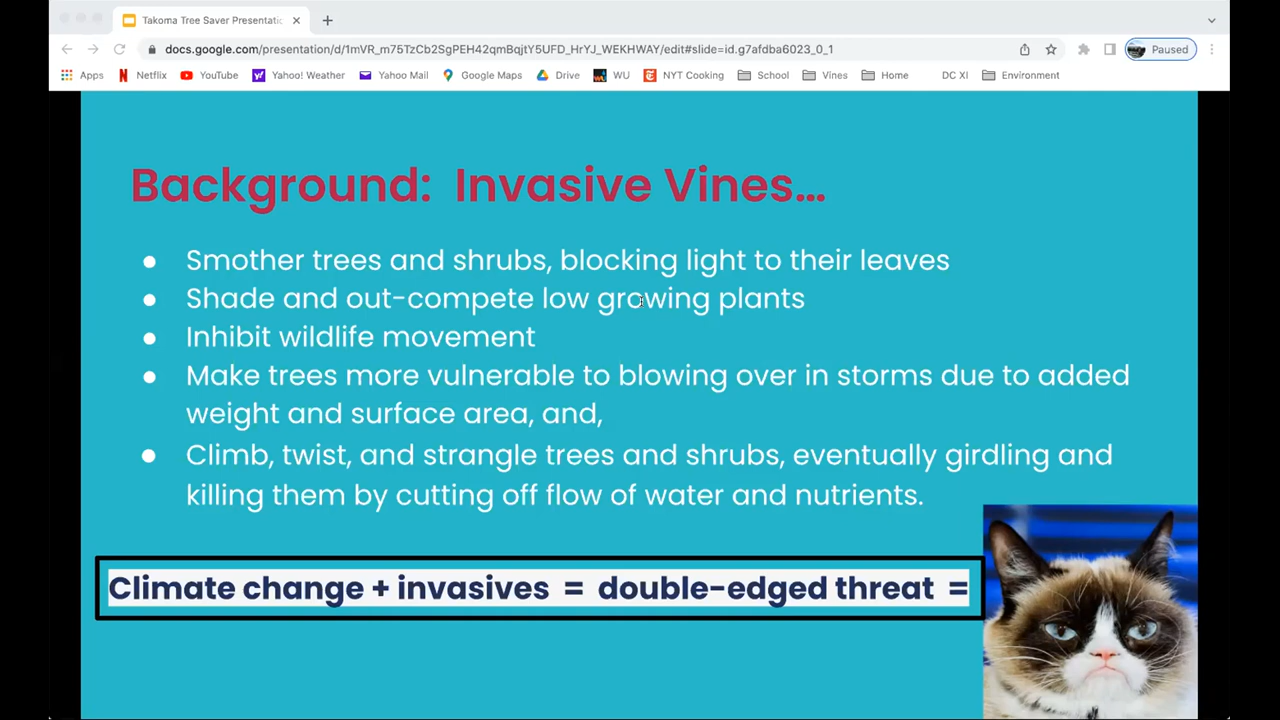 Takoma Tree Saver Presentatio
docs.google.com/presentation/d/1mVR_m75TzCb2SgPEH42qmBqjtY5UFD_HrYJ_WEKHWAY/edit#slide=id.g7afdba6023_0_1
Paused
Apps Netflix YouTube Yahoo! Weather Yahoo Mail Google Maps Drive WU NYT Cooking School Vines Home DC XI Environment
Background: Invasive Vines...
● Smother trees and shrubs, blocking light to their leaves
● Shade and out-compete low growing plants
● Inhibit wildlife movement
● Make trees more vulnerable to blowing over in storms due to added
weight and surface area, and,
● Climb, twist, and strangle trees and shrubs, eventually girdling and
killing them by cutting off flow of water and nutrients.
Climate change + invasives = double-edged threat =